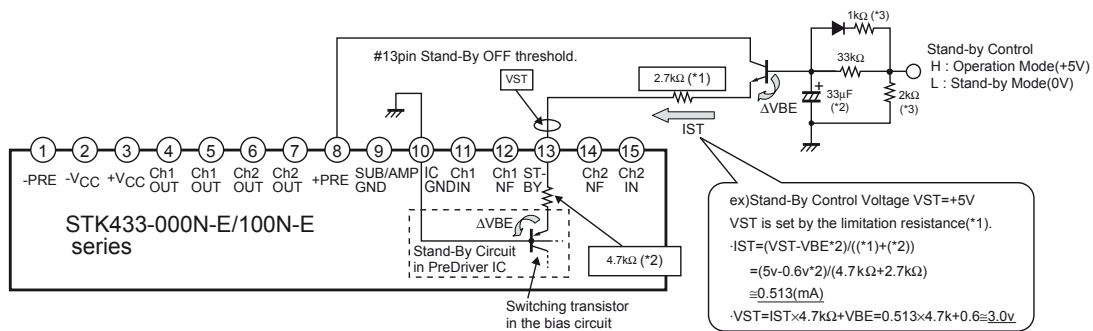 1kΩ (*3)
#13pin Stand-By OFF threshold.
Stand-by Control
H : Operation Mode(+5V)
L : Stand-by Mode(0V)
33kΩ
VST
2.7kΩ (*1)
+
33μF
(*2)
2kΩ
(*3)
ΔVBE
IST
1 2 3 4 5 6 7 8 9 10 11 12 13 14 15
-PRE
-VCC
+VCC
Ch1
OUT
Ch1
OUT
Ch2
OUT
Ch2
OUT
+PRE
SUB/AMP
GND
IC
GND
Ch1
IN
Ch1
NF
ST-
BY
Ch2
NF
Ch2
IN
STK433-000N-E/100N-E
series
ΔVBE
Stand-By Circuit
in PreDriver IC
4.7kΩ (*2)
Switching transistor
in the bias circuit
ex)Stand-By Control Voltage VST=+5V
VST is set by the limitation resistance(*1).
·IST=(VST-VBE*2)/((*1)+(*2))
=(5v-0.6v*2)/(4.7kΩ+2.7kΩ)
≅0.513(mA)
·VST=IST×4.7kΩ+VBE=0.513×4.7k+0.6≅3.0v